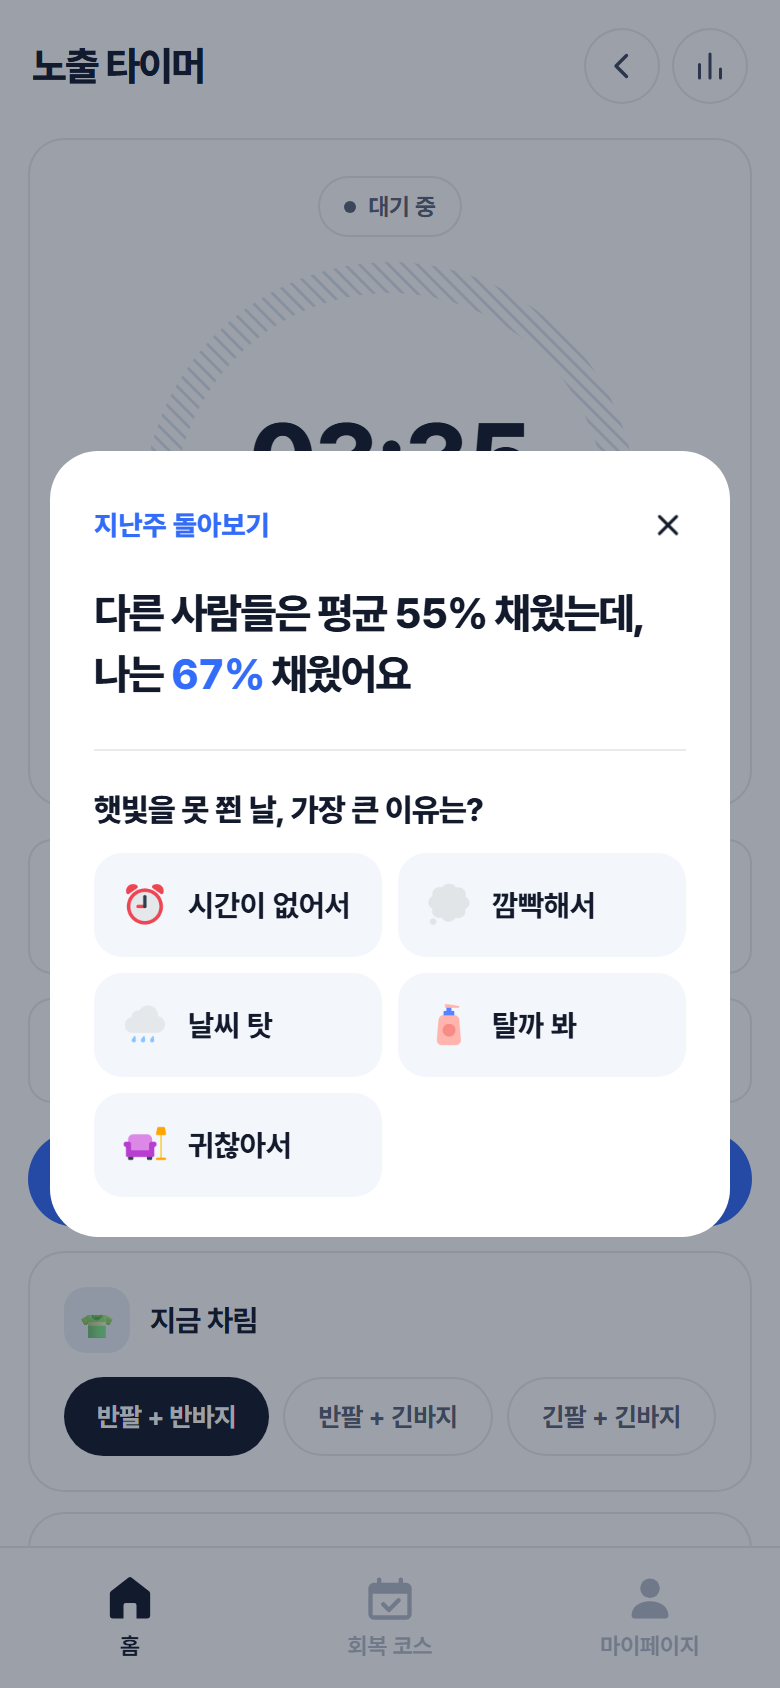 노출 타이머
대기 중
03:35
지난주 돌아보기
다른 사람들은 평균 55% 채웠는데,
나는 67% 채웠어요
햇빛을 못 쬔 날, 가장 큰 이유는?
시간이 없어서
깜빡해서
날씨 탓
탈까 봐
귀찮아서
지금 차림
반팔 + 반바지
반팔 + 긴바지
긴팔 + 긴바지
홈
회복 코스
마이페이지